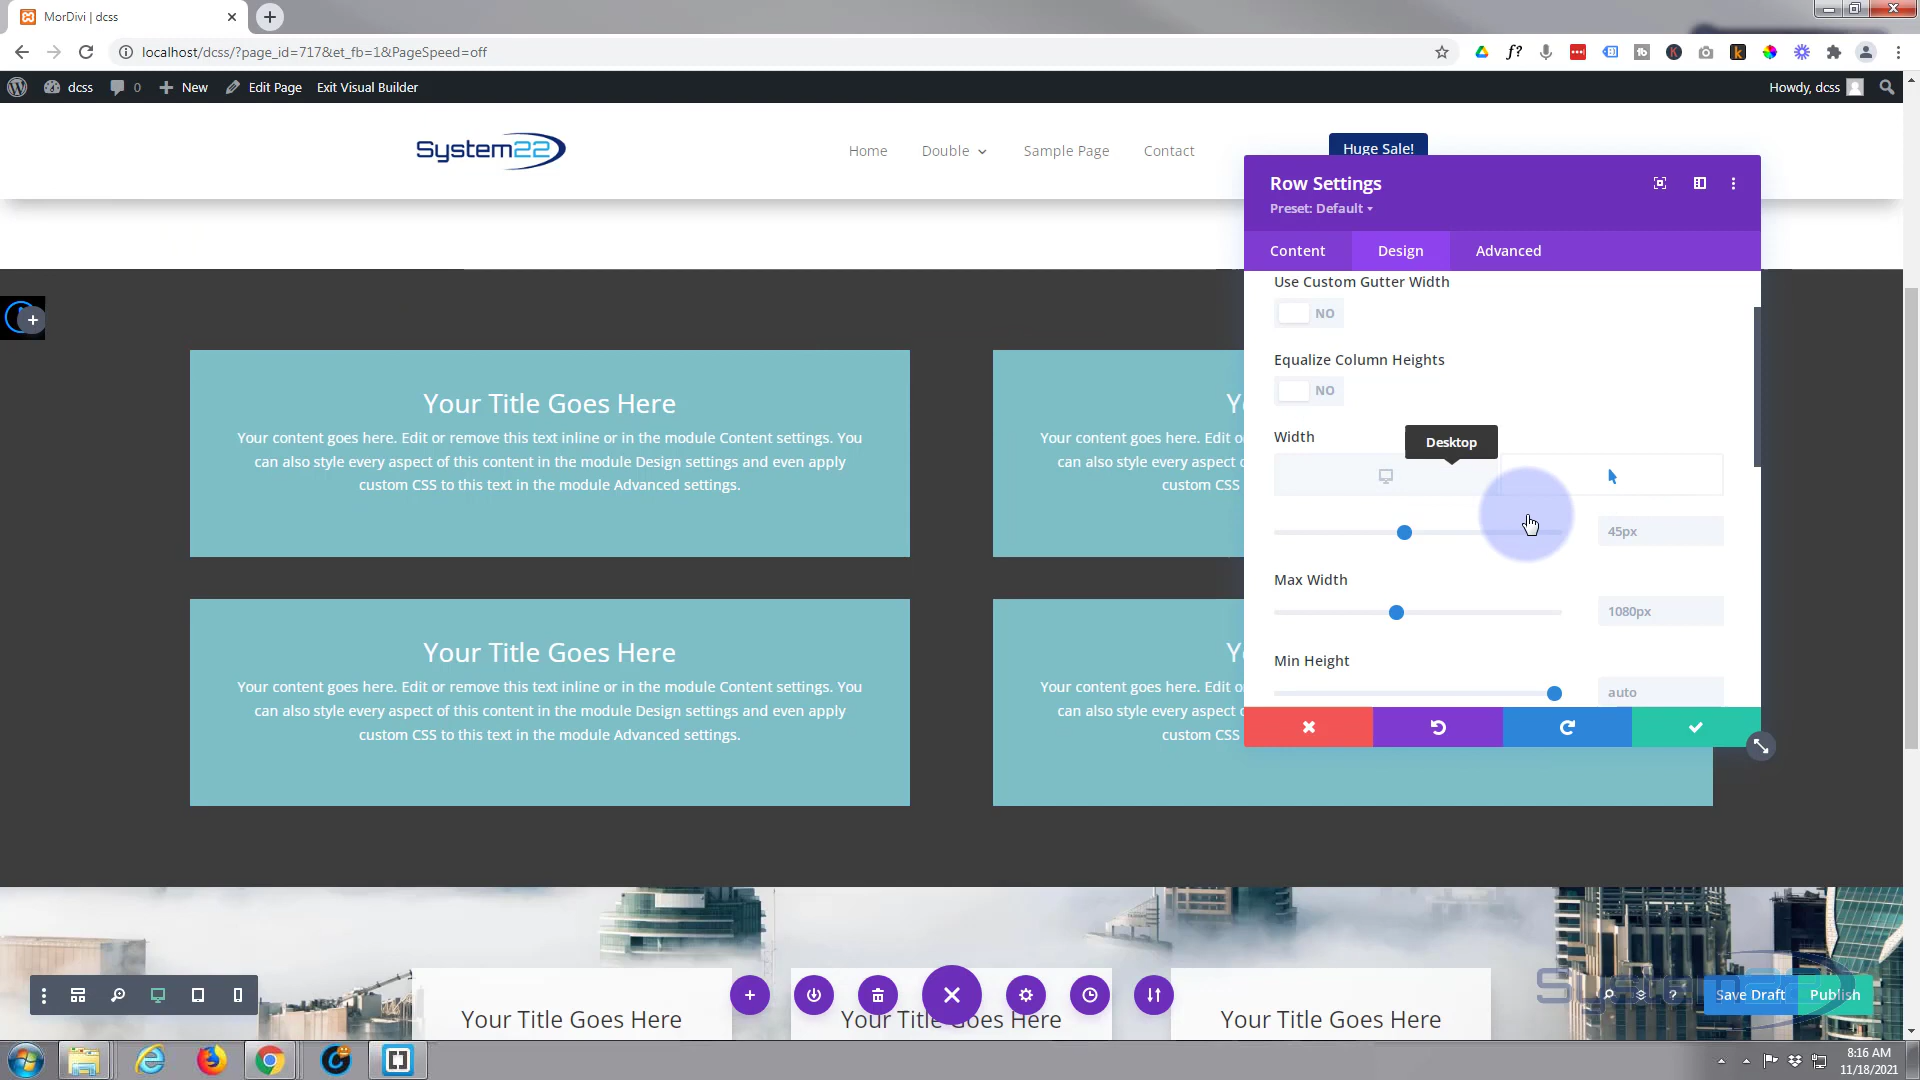 MorDivi | dcss
localhost/dcss/?page_id=717&et_fb=1&PageSpeed=off
dcss
0
New
Edit Page
Exit Visual Builder
Howdy, dcss
System22
Home
Double
Sample Page
Contact
Huge Sale!
Row Settings
Preset: Default
Content
Design
Advanced
Use Custom Gutter Width
NO
Equalize Column Heights
NO
Width
Desktop
45px
Max Width
1080px
Min Height
auto
Your Title Goes Here
Your content goes here. Edit or remove this text inline or in the module Content settings. You
can also style every aspect of this content in the module Design settings and even apply
custom CSS to this text in the module Advanced settings.
Your content goes here. Edit or
can also style every
custom CSS
Your Title Goes Here
Your content goes here. Edit or remove this text inline or in the module Content settings. You
can also style every aspect of this content in the module Design settings and even apply
custom CSS to this text in the module Advanced settings.
Your content goes here. Edit or
can also style every
custom CSS
Your Title Goes Here
Your Title Goes Here
Your Title Goes Here
System22
Save Draft
Publish
8:16 AM
11/18/2021